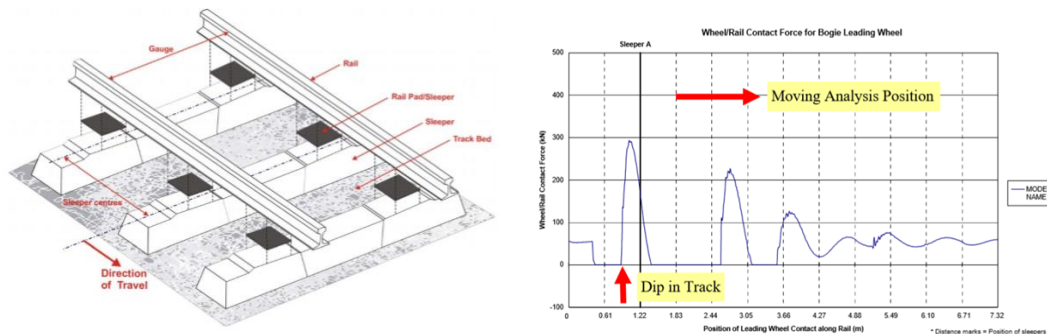 Gauge
Rail
Rail Pad/Sleeper
Sleeper
Track Bed
Sleeper centres
Direction
of Travel
Wheel/Rail Contact Force for Bogie Leading Wheel
Sleeper A
Moving Analysis Position
Dip in Track
Wheel/Rail Contact Force (kN)
500
400
300
200
100
0
-100
0
0.61
1.22
1.83
2.44
3.05
3.66
4.27
4.88
5.49
6.10
6.71
7.32
Position of Leading Wheel Contact along Rail (m)
MODE
NAME
* Distance marks = Position of sleepers